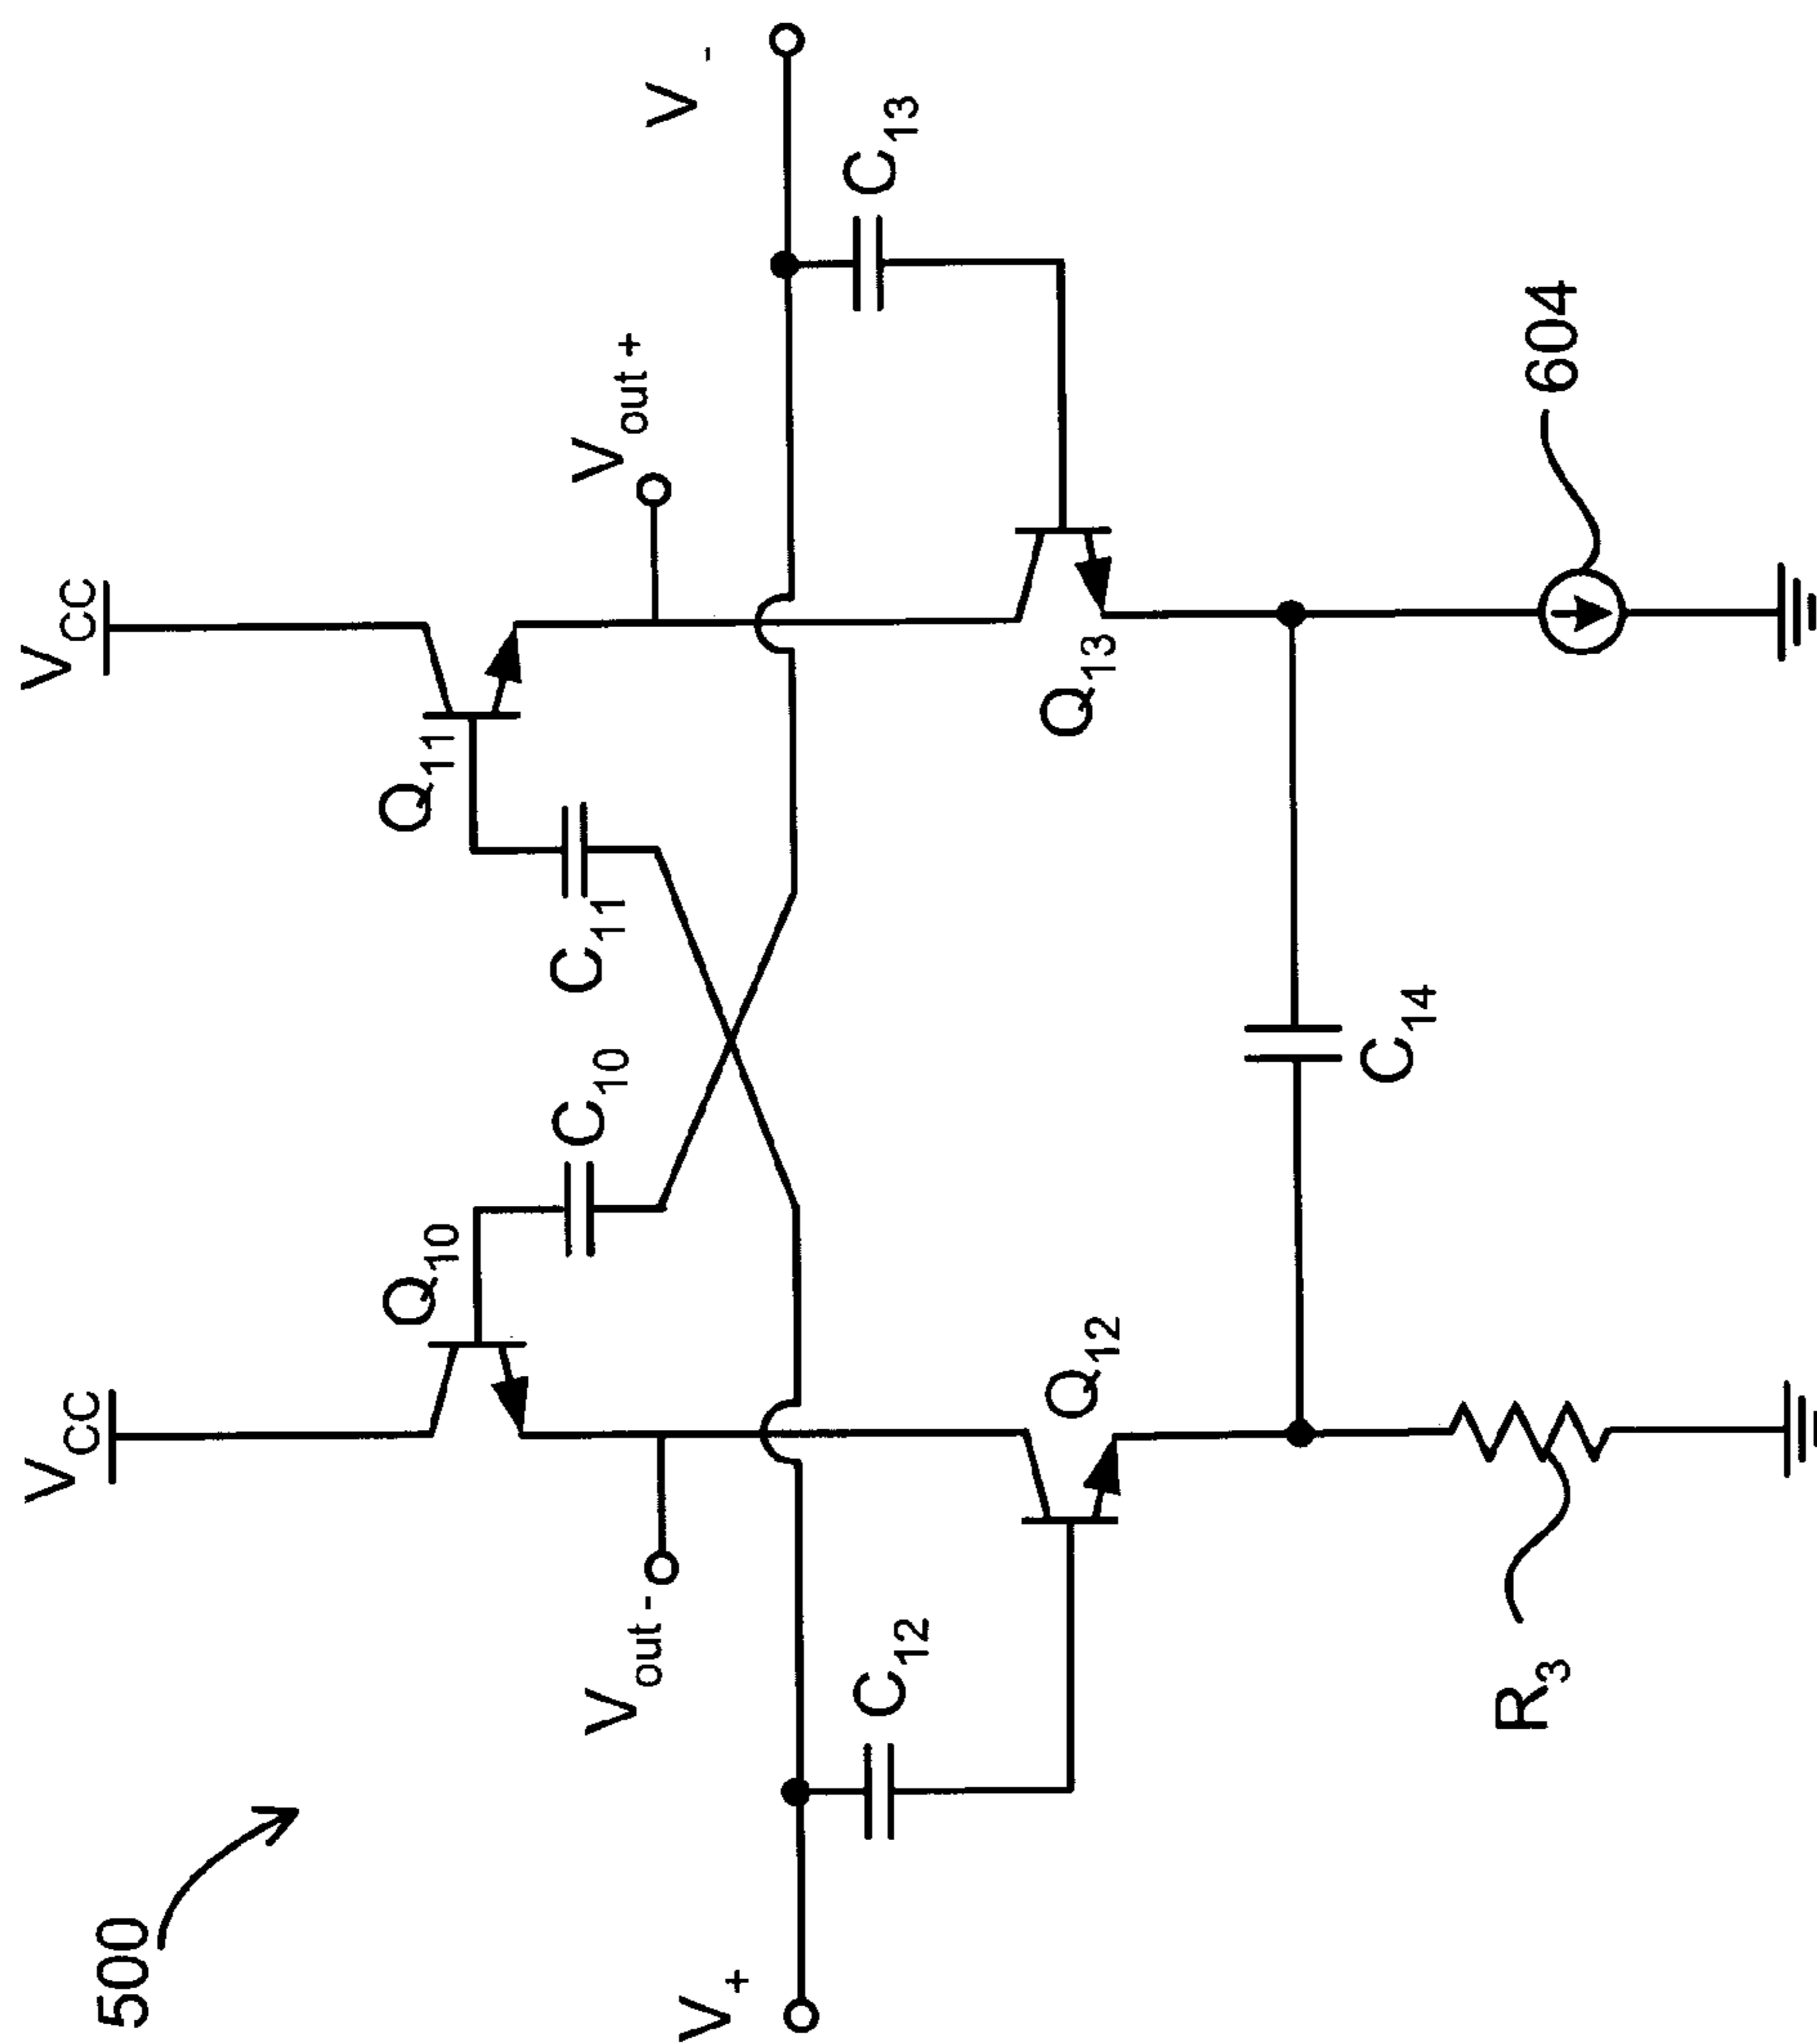 500
V+
VCC
VCC
Q10
Q11
C10
C11
Vout -
Vout +
V-
C12
C13
Q12
Q13
C14
R3
604